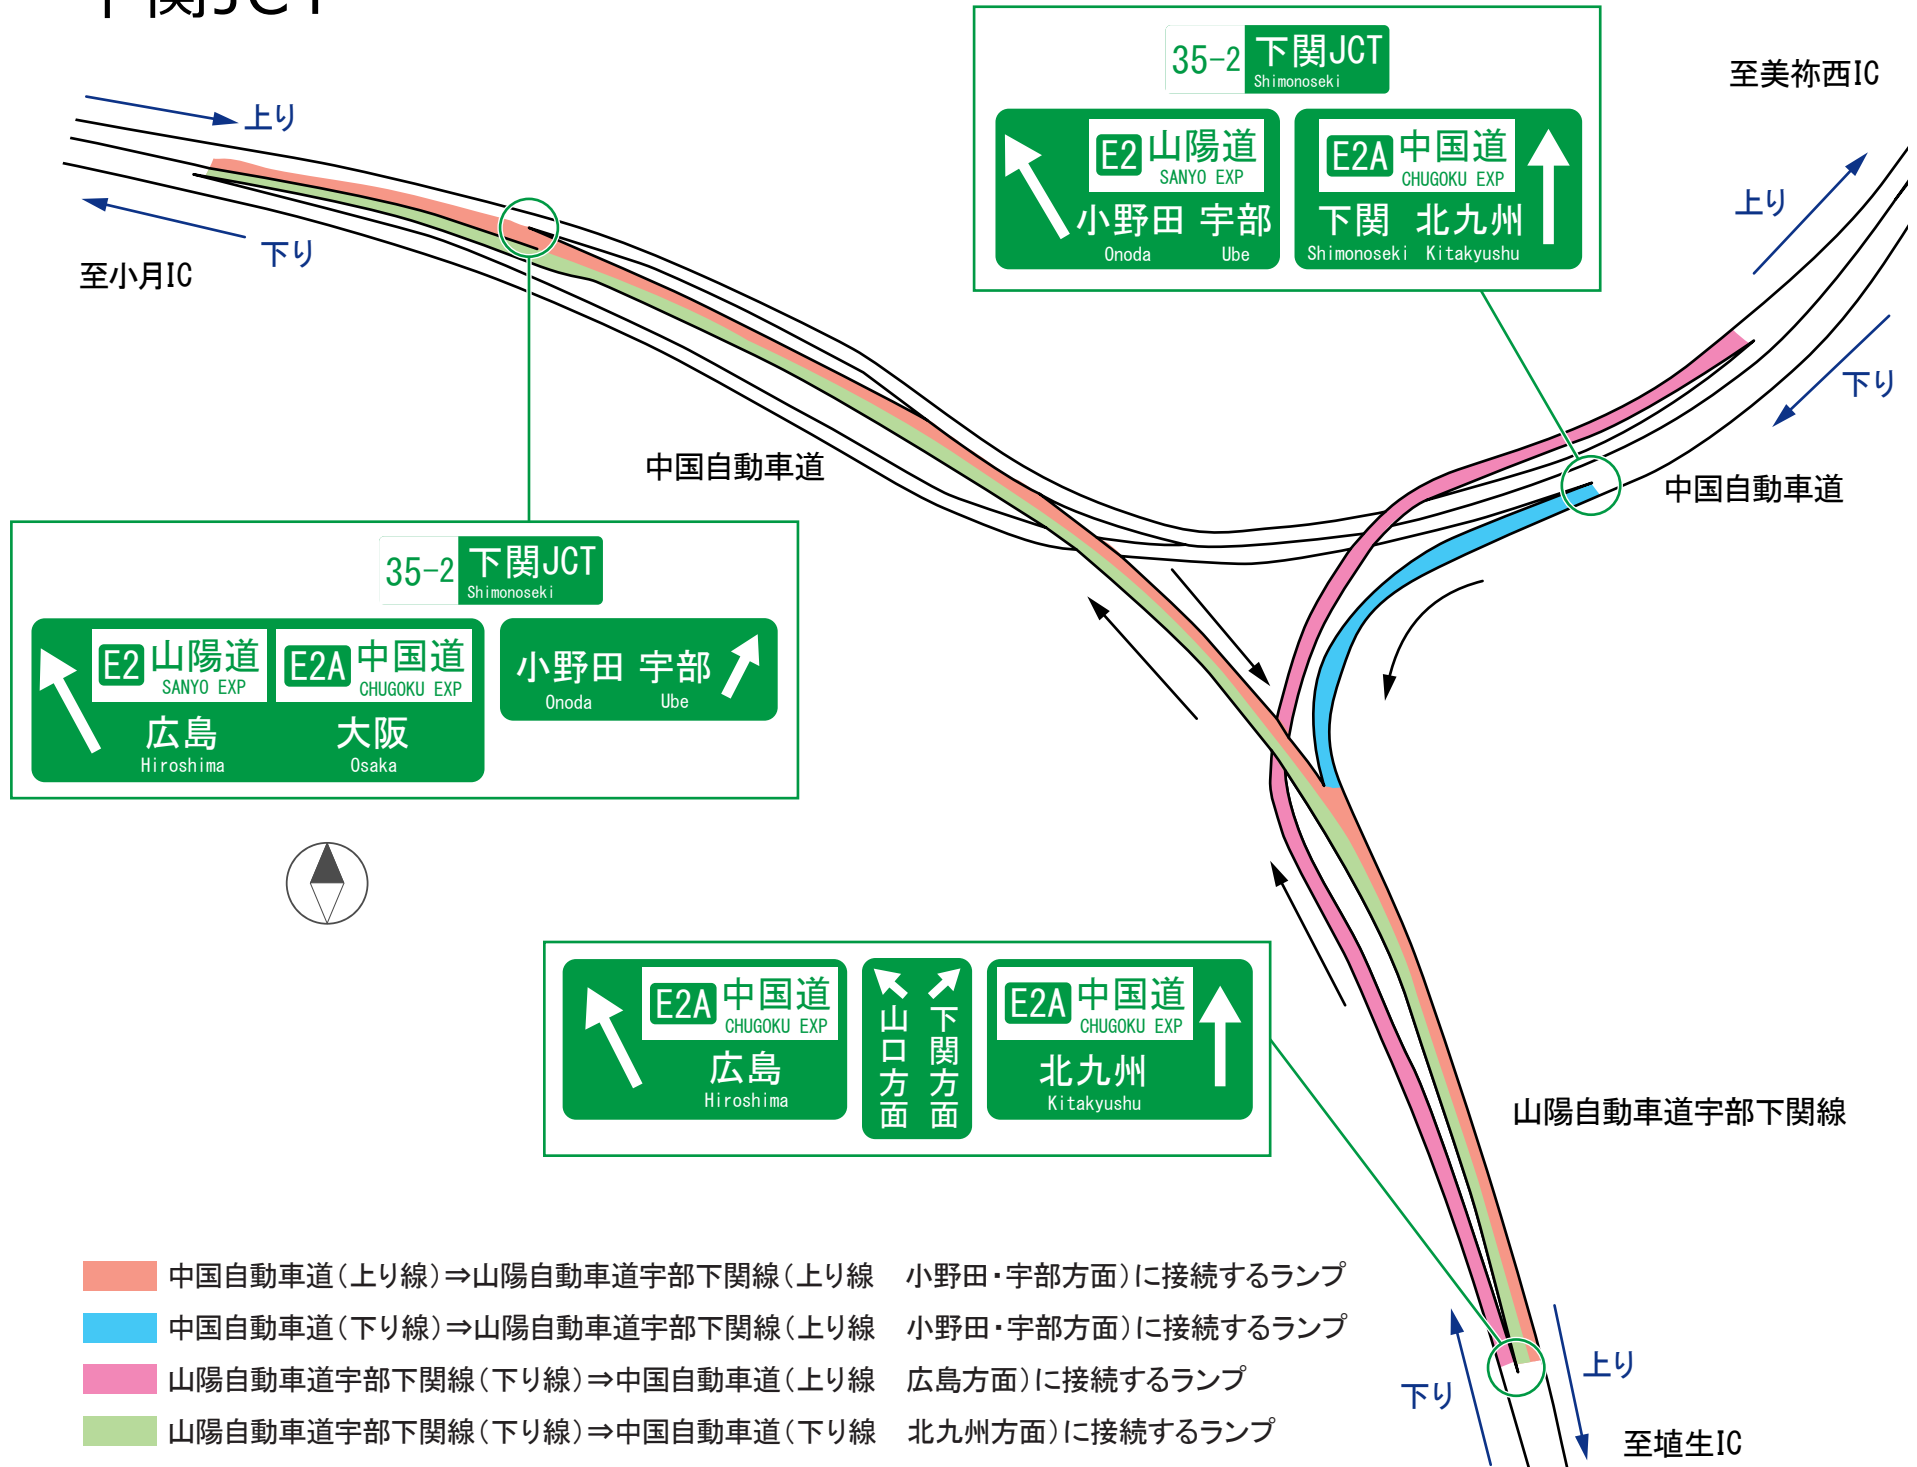 下関JCT
35-2 下関JCT
Shimonoseki
E2 山陽道
SANYO EXP
小野田 宇部
Onoda Ube
E2A 中国道
CHUGOKU EXP
下関 北九州
Shimonoseki Kitakyushu
至美祢西IC
上り
下り
上り
下り
至小月IC
中国自動車道
中国自動車道
35-2 下関JCT
Shimonoseki
E2 山陽道
SANYO EXP
広島
Hiroshima
E2A 中国道
CHUGOKU EXP
大阪
Osaka
小野田 宇部
Onoda Ube
E2A 中国道
CHUGOKU EXP
広島
Hiroshima
山口方面
下関方面
E2A 中国道
CHUGOKU EXP
北九州
Kitakyushu
山陽自動車道宇部下関線
中国自動車道(上り線)⇒山陽自動車道宇部下関線(上り線 小野田・宇部方面)に接続するランプ
中国自動車道(下り線)⇒山陽自動車道宇部下関線(上り線 小野田・宇部方面)に接続するランプ
山陽自動車道宇部下関線(下り線)⇒中国自動車道(上り線 広島方面)に接続するランプ
山陽自動車道宇部下関線(下り線)⇒中国自動車道(下り線 北九州方面)に接続するランプ
下り
上り
至埴生IC